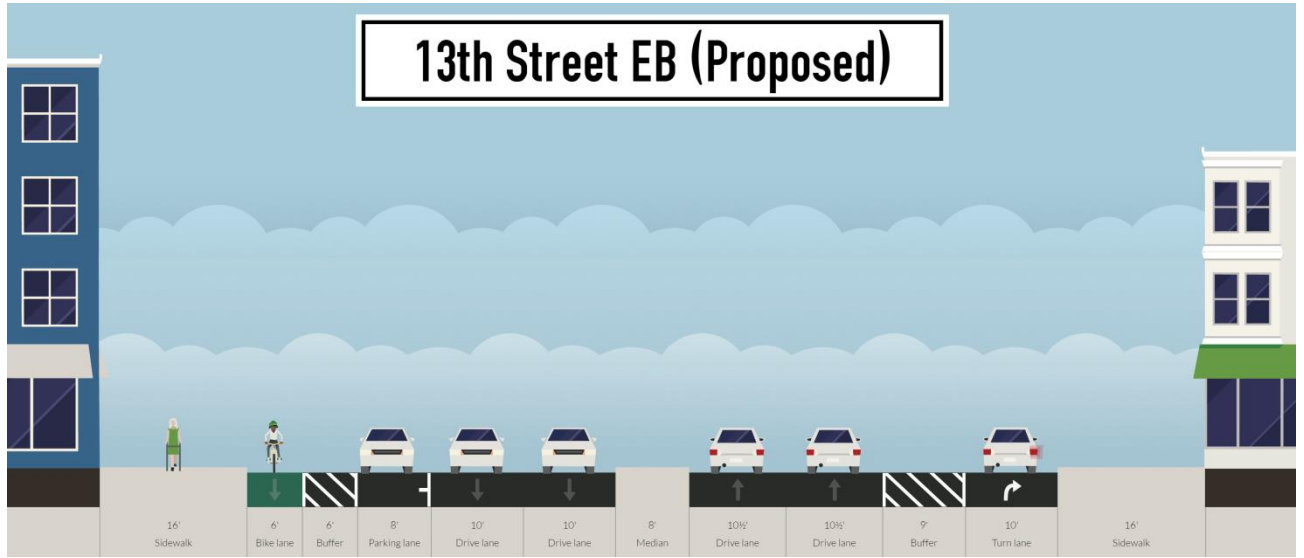 13th Street EB (Proposed)
16' 6' 6' 8' 10' 10' 8' 10½' 10½' 9' 10' 16'
Sidewalk Bike lane Buffer Parking lane Drive lane Drive lane Median Drive lane Drive lane Buffer Turn lane Sidewalk